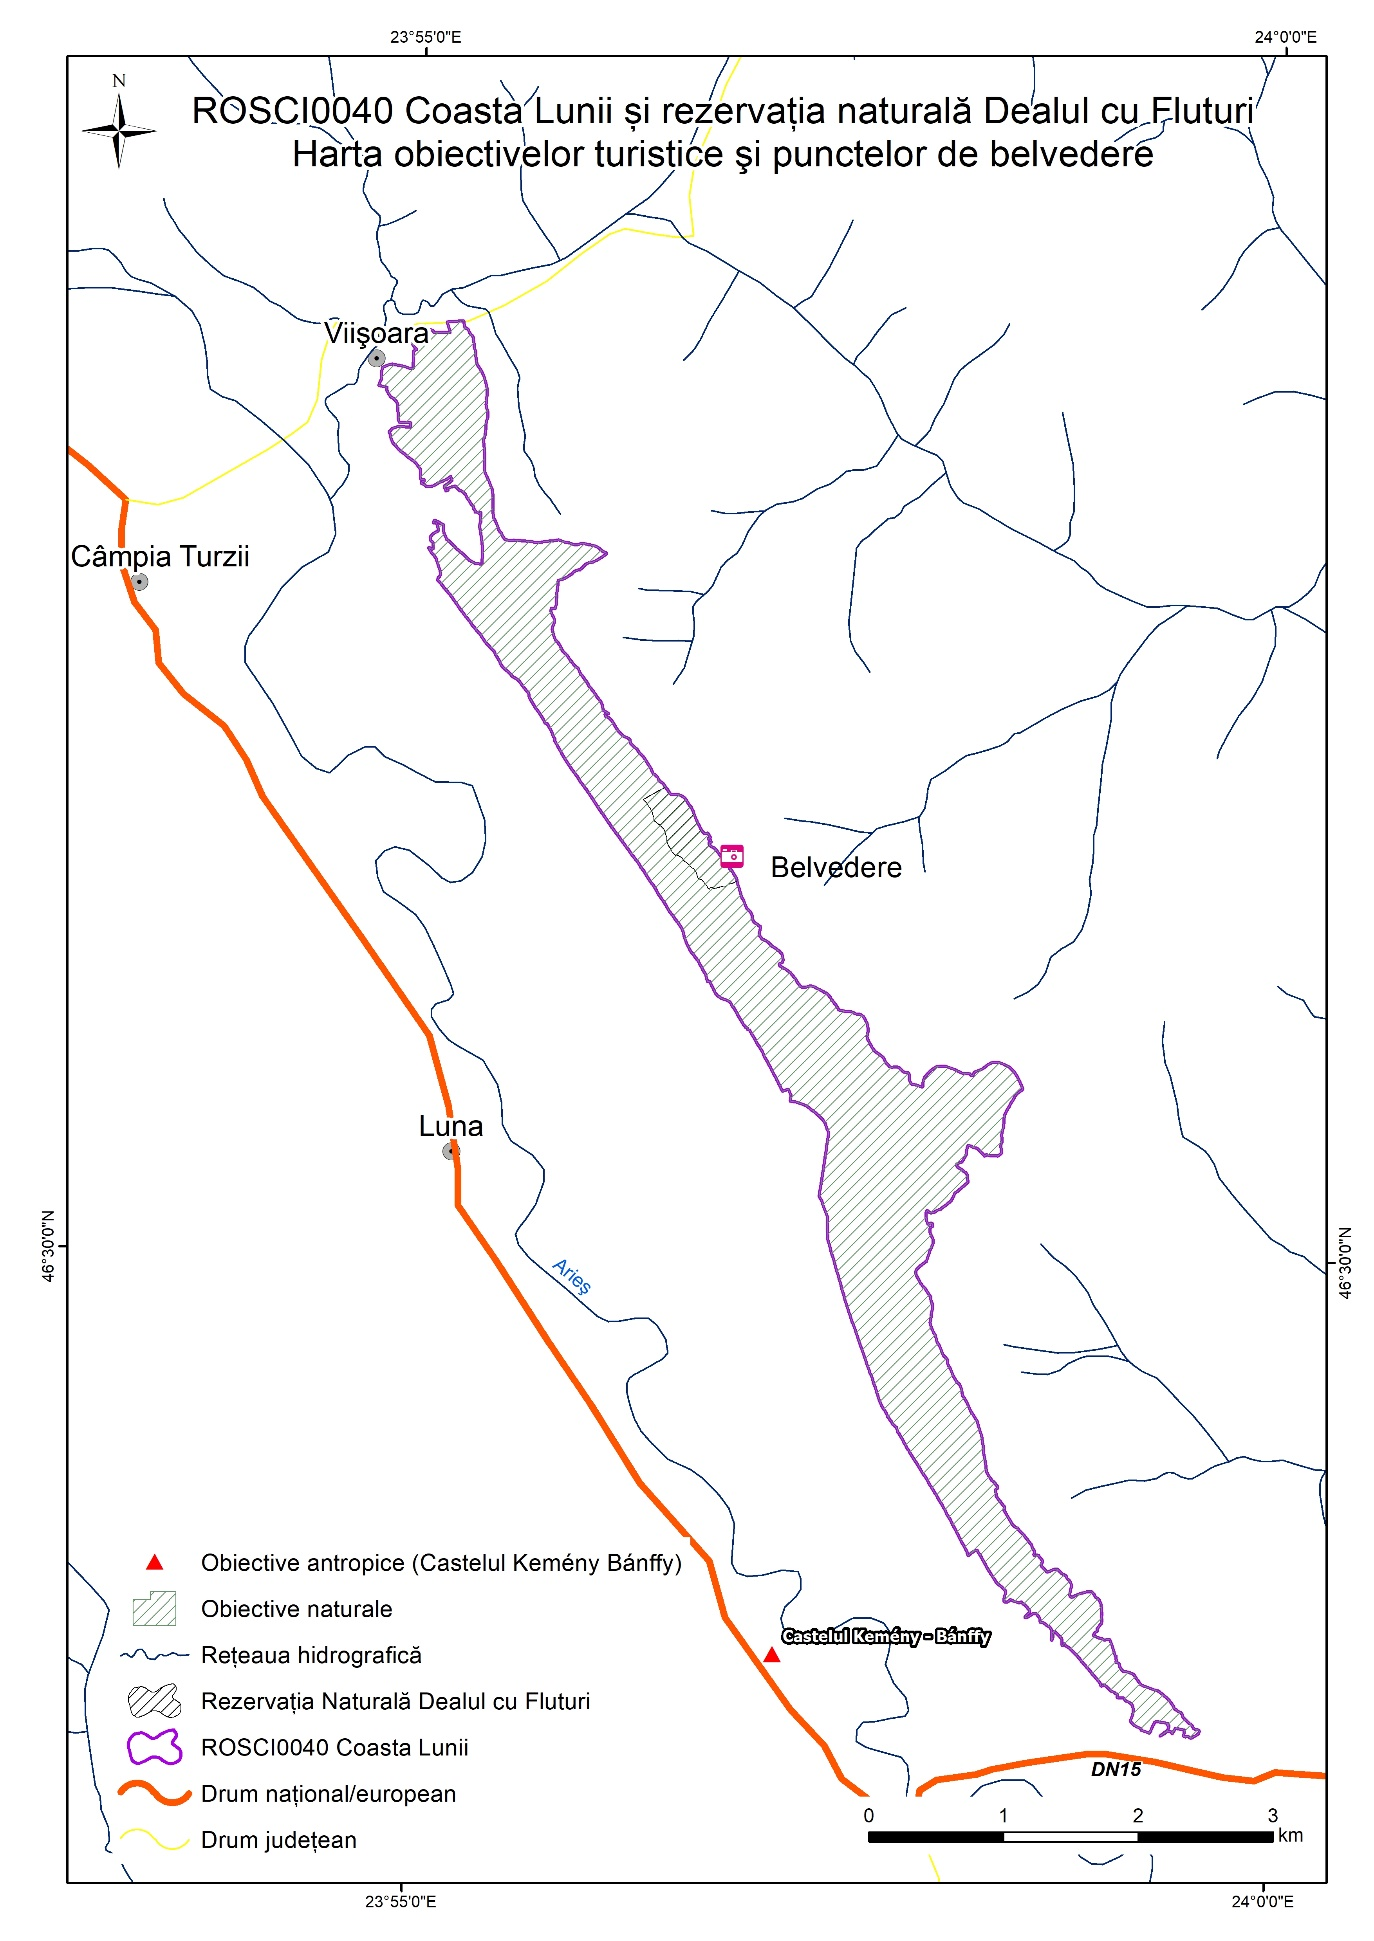 23°55'0"E
24°0'0"E
N
ROSCI0040 Coasta Lunii și rezervația naturală Dealul cu Fluturi
Harta obiectivelor turistice şi punctelor de belvedere
Viişoara
Câmpia Turzii
Belvedere
Luna
46°30'0"N
46°30'0"N
Arieş
Obiective antropice (Castelul Kemény Bánffy)
Obiective naturale
Rețeaua hidrografică
Rezervația Naturală Dealul cu Fluturi
ROSCI0040 Coasta Lunii
Drum național/european
Drum județean
Castelul Kemény - Bánffy
DN15
0 1 2 3
km
23°55'0"E
24°0'0"E